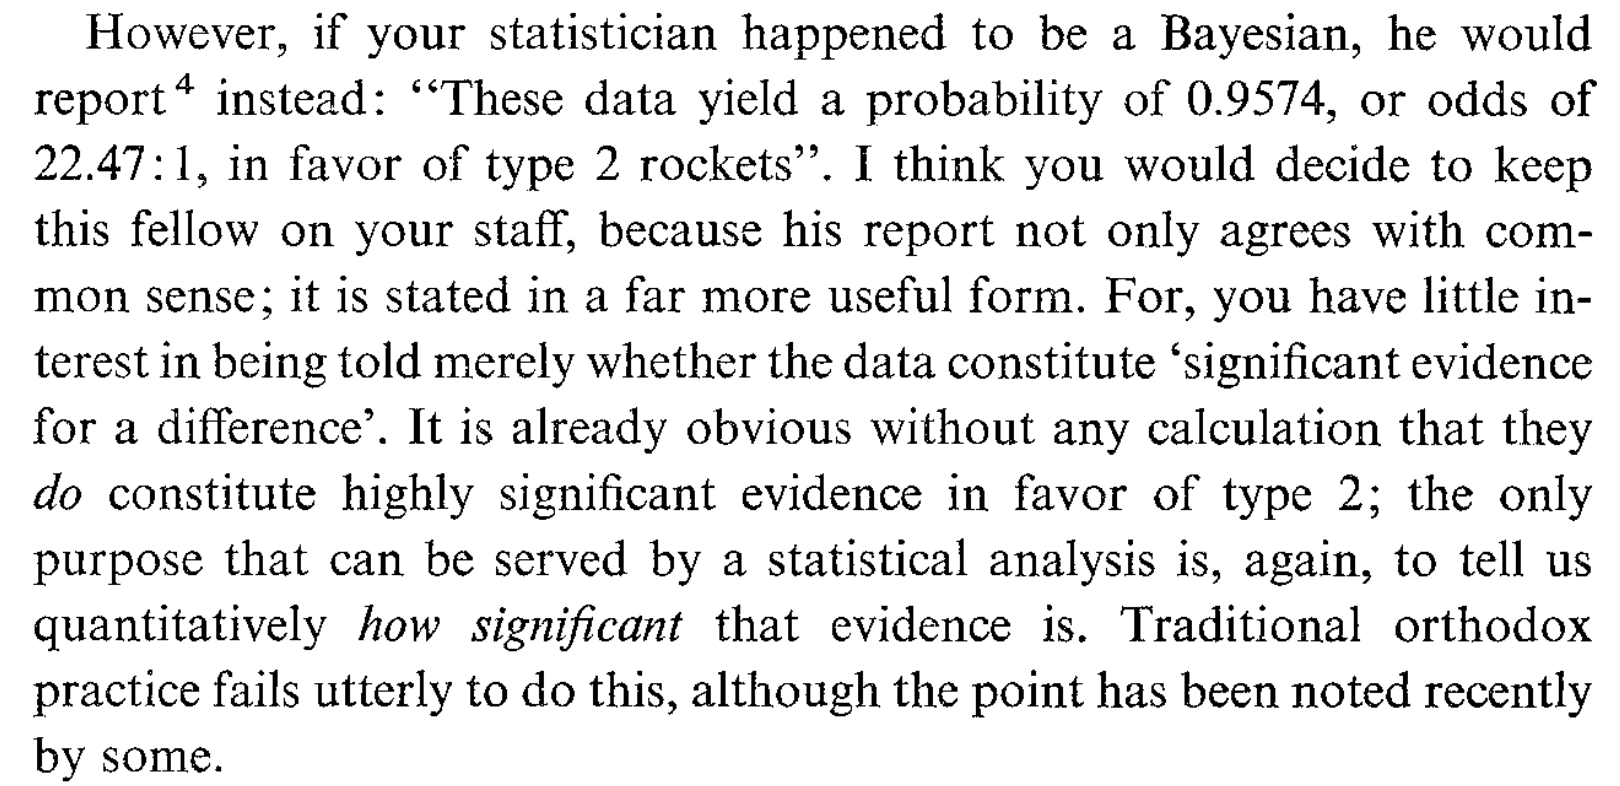 However, if your statistician happened to be a Bayesian, he would
report⁴ instead: “These data yield a probability of 0.9574, or odds of
22.47:1, in favor of type 2 rockets”. I think you would decide to keep
this fellow on your staff, because his report not only agrees with com-
mon sense; it is stated in a far more useful form. For, you have little in-
terest in being told merely whether the data constitute ‘significant evidence
for a difference’. It is already obvious without any calculation that they
do constitute highly significant evidence in favor of type 2; the only
purpose that can be served by a statistical analysis is, again, to tell us
quantitatively how significant that evidence is. Traditional orthodox
practice fails utterly to do this, although the point has been noted recently
by some.